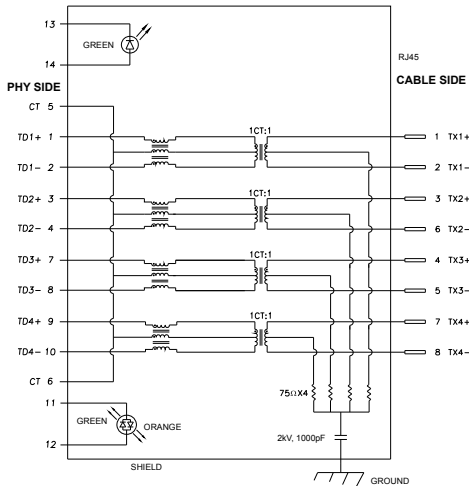 13
GREEN
14
RJ45
PHY SIDE
CABLE SIDE
CT 5
1CT:1
TD1+ 1
1 TX1+
TD1- 2
2 TX1-
1CT:1
TD2+ 3
3 TX2+
TD2- 4
6 TX2-
1CT:1
TD3+ 7
4 TX3+
TD3- 8
5 TX3-
1CT:1
TD4+ 9
7 TX4+
TD4- 10
8 TX4-
CT 6
75ΩX4
11
GREEN
ORANGE
12
2kV, 1000pF
SHIELD
GROUND